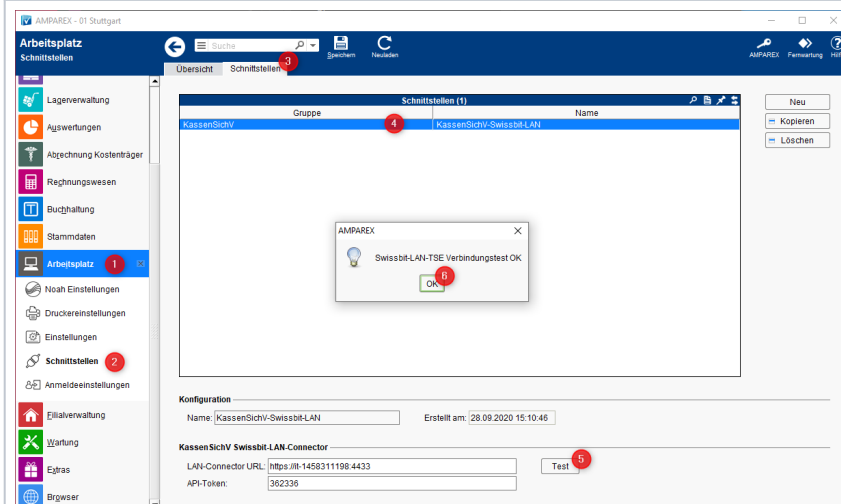 AMPAREX - 01 Stuttgart
Arbeitsplatz
Schnittstellen
Suche
Speichern
Neuladen
AMPAREX
Fernwartung
Hilf
3
Übersicht
Schnittstellen
Lagerverwaltung
Auswertungen
Abrechnung Kostenträger
Rechnungswesen
Buchhaltung
Stammdaten
Arbeitsplatz 1
Noah Einstellungen
Druckereinstellungen
Einstellungen
Schnittstellen 2
Anmeldeeinstellungen
Filialverwaltung
Wartung
Extras
Browser
Schnittstellen (1)
Gruppe Name
KassenSichV 4 KassenSichV-Swissbit-LAN
Neu
Kopieren
Löschen
AMPAREX
Swissbit-LAN-TSE Verbindungstest OK
OK 6
Konfiguration
Name: KassenSichV-Swissbit-LAN Erstellt am: 28.09.2020 15:10:46
KassenSichV Swissbit-LAN-Connector
LAN-Connector URL: https://it-1458311198:4433 Test 5
API-Token: 362336